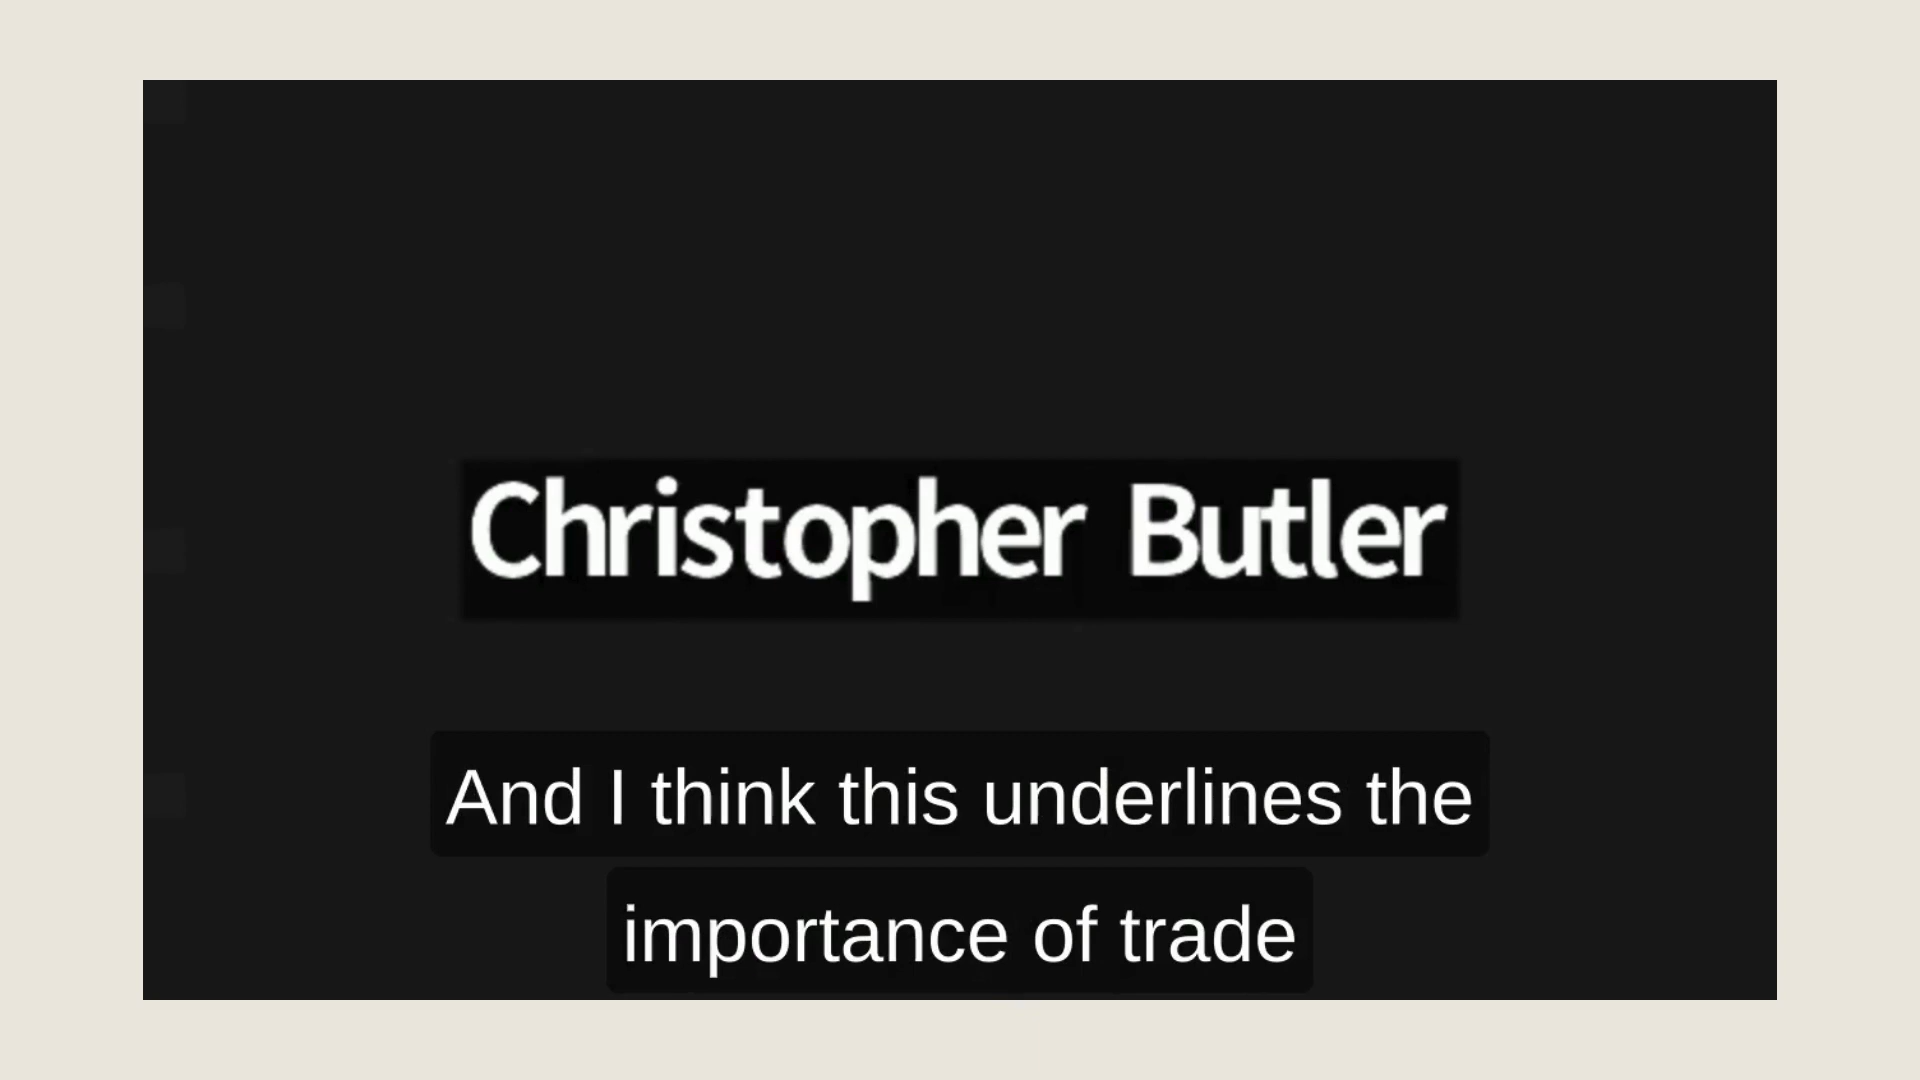 Christopher Butler
And I think this underlines the
importance of trade